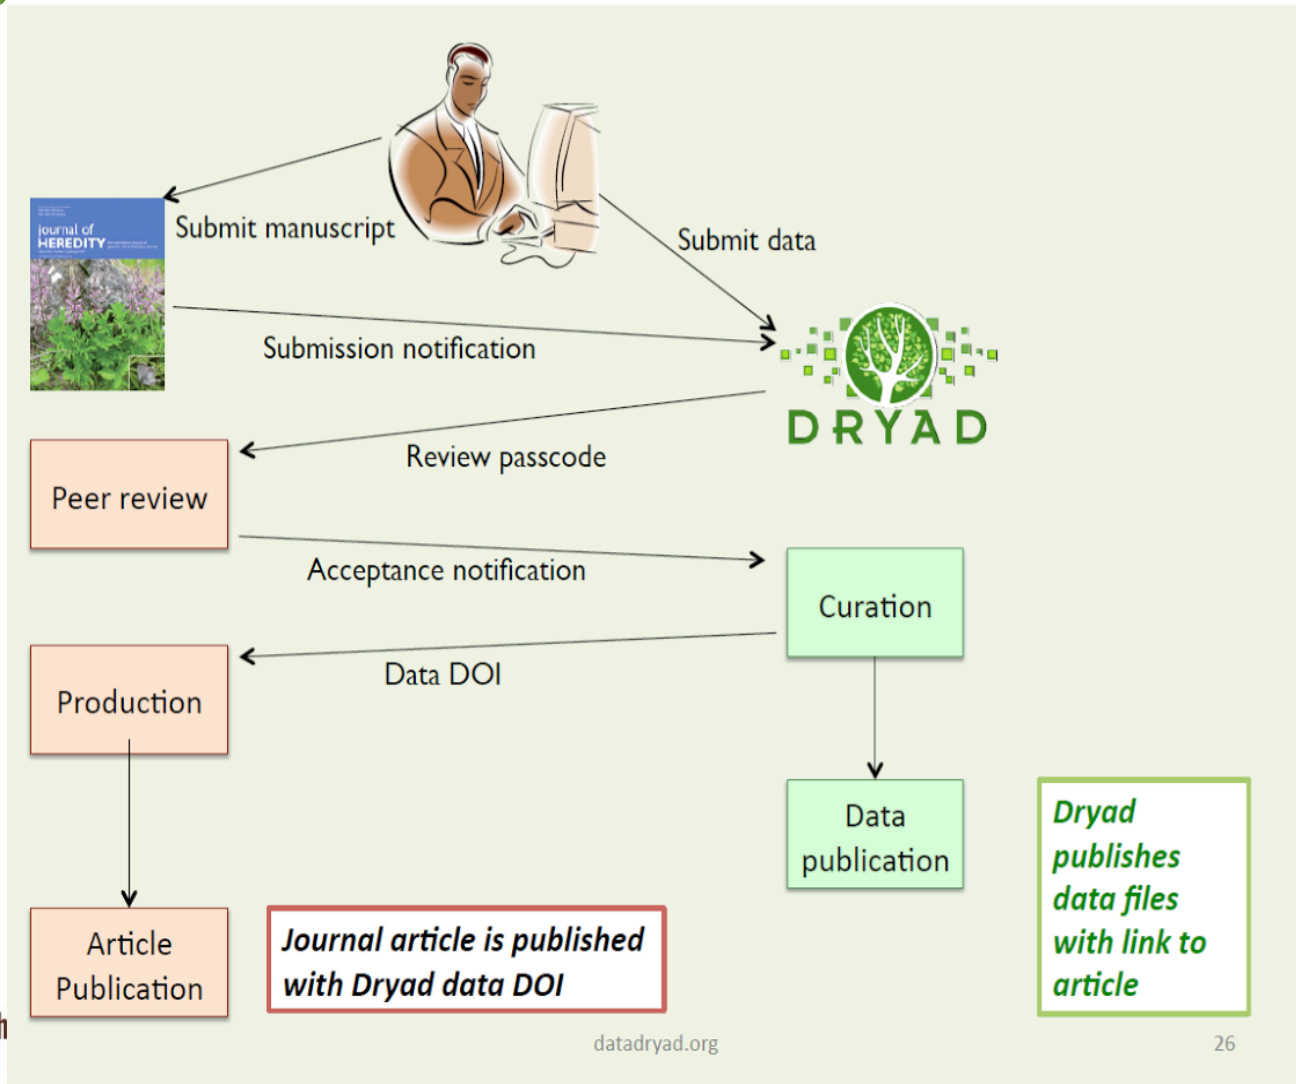 Submit manuscript
Submit data
journal of
HEREDITY
Submission notification
DRYAD
Review passcode
Peer review
Acceptance notification
Curation
Data DOI
Production
Data
publication
Dryad
publishes
data files
with link to
article
Article
Publication
Journal article is published
with Dryad data DOI
h
datadryad.org
26